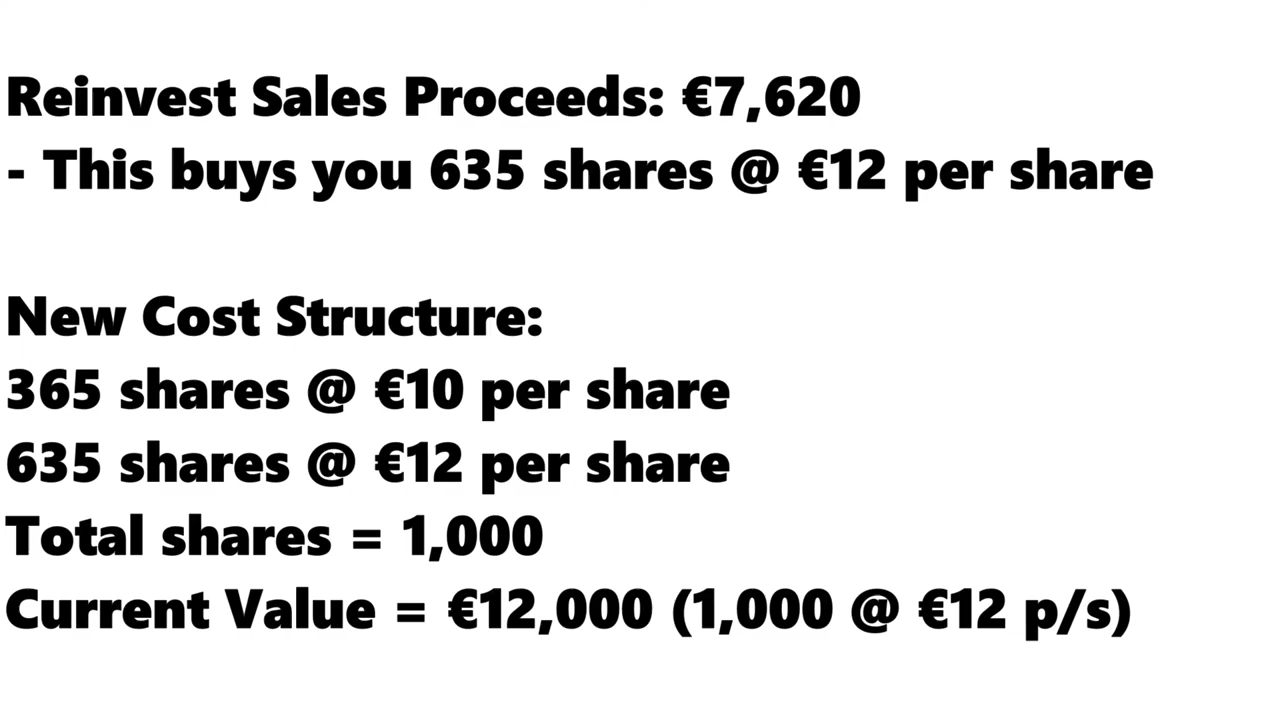 Reinvest Sales Proceeds: €7,620
- This buys you 635 shares @ €12 per share
New Cost Structure:
365 shares @ €10 per share
635 shares @ €12 per share
Total shares = 1,000
Current Value = €12,000 (1,000 @ €12 p/s)